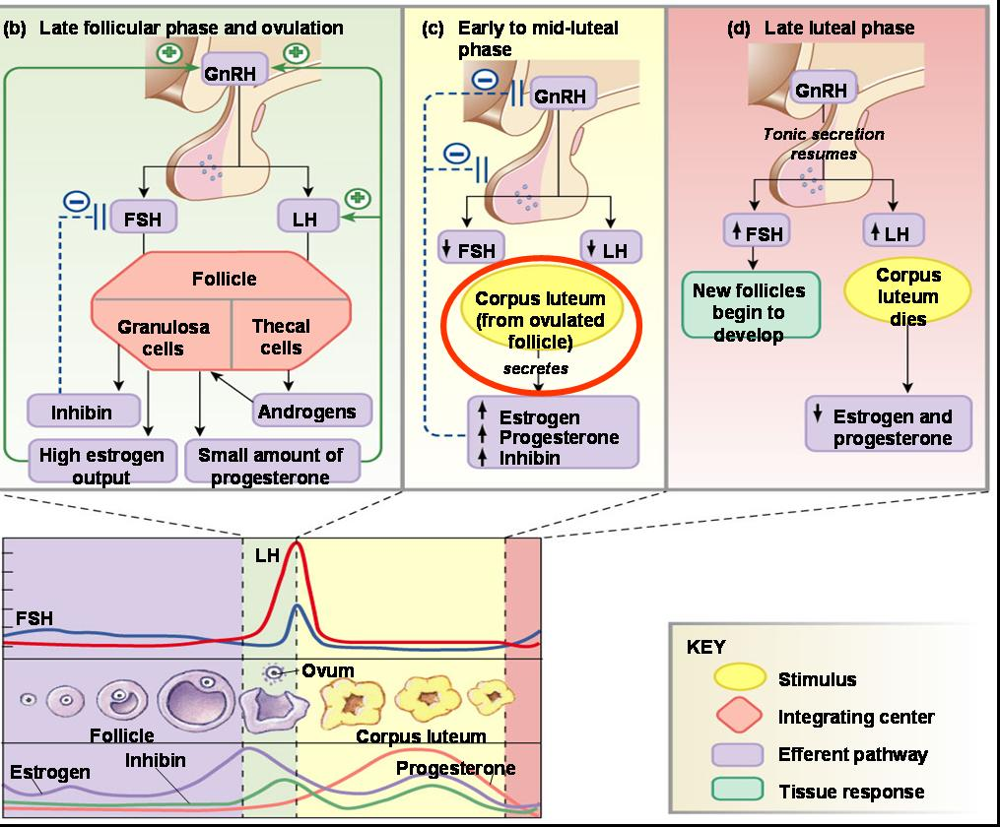 (b) Late follicular phase and ovulation
+
+
GnRH
−
FSH
LH
+
Follicle
Granulosa
cells
Thecal
cells
Inhibin
Androgens
High estrogen
output
Small amount of
progesterone
(c) Early to mid-luteal
phase
−
GnRH
−
FSH
LH
Corpus luteum
(from ovulated
follicle)
secretes
Estrogen
Progesterone
Inhibin
(d) Late luteal phase
GnRH
Tonic secretion
resumes
FSH
LH
New follicles
begin to
develop
Corpus
luteum
dies
Estrogen and
progesterone
LH
FSH
Ovum
Follicle
Corpus luteum
Estrogen
Inhibin
Progesterone
KEY
Stimulus
Integrating center
Efferent pathway
Tissue response